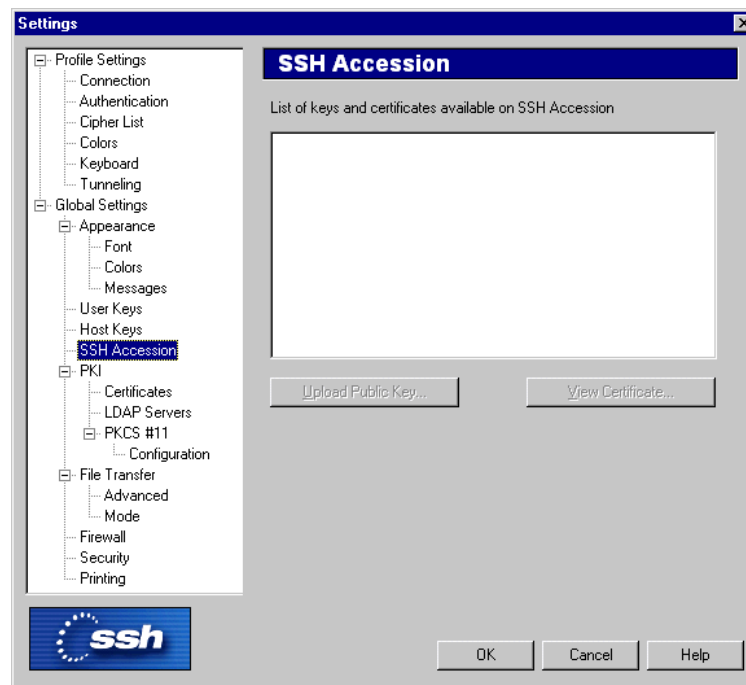 Settings
Profile Settings
Connection
Authentication
Cipher List
Colors
Keyboard
Tunneling
Global Settings
Appearance
Font
Colors
Messages
User Keys
Host Keys
SSH Accession
PKI
Certificates
LDAP Servers
PKCS #11
Configuration
File Transfer
Advanced
Mode
Firewall
Security
Printing
ssh
SSH Accession
List of keys and certificates available on SSH Accession
Upload Public Key... View Certificate...
OK Cancel Help